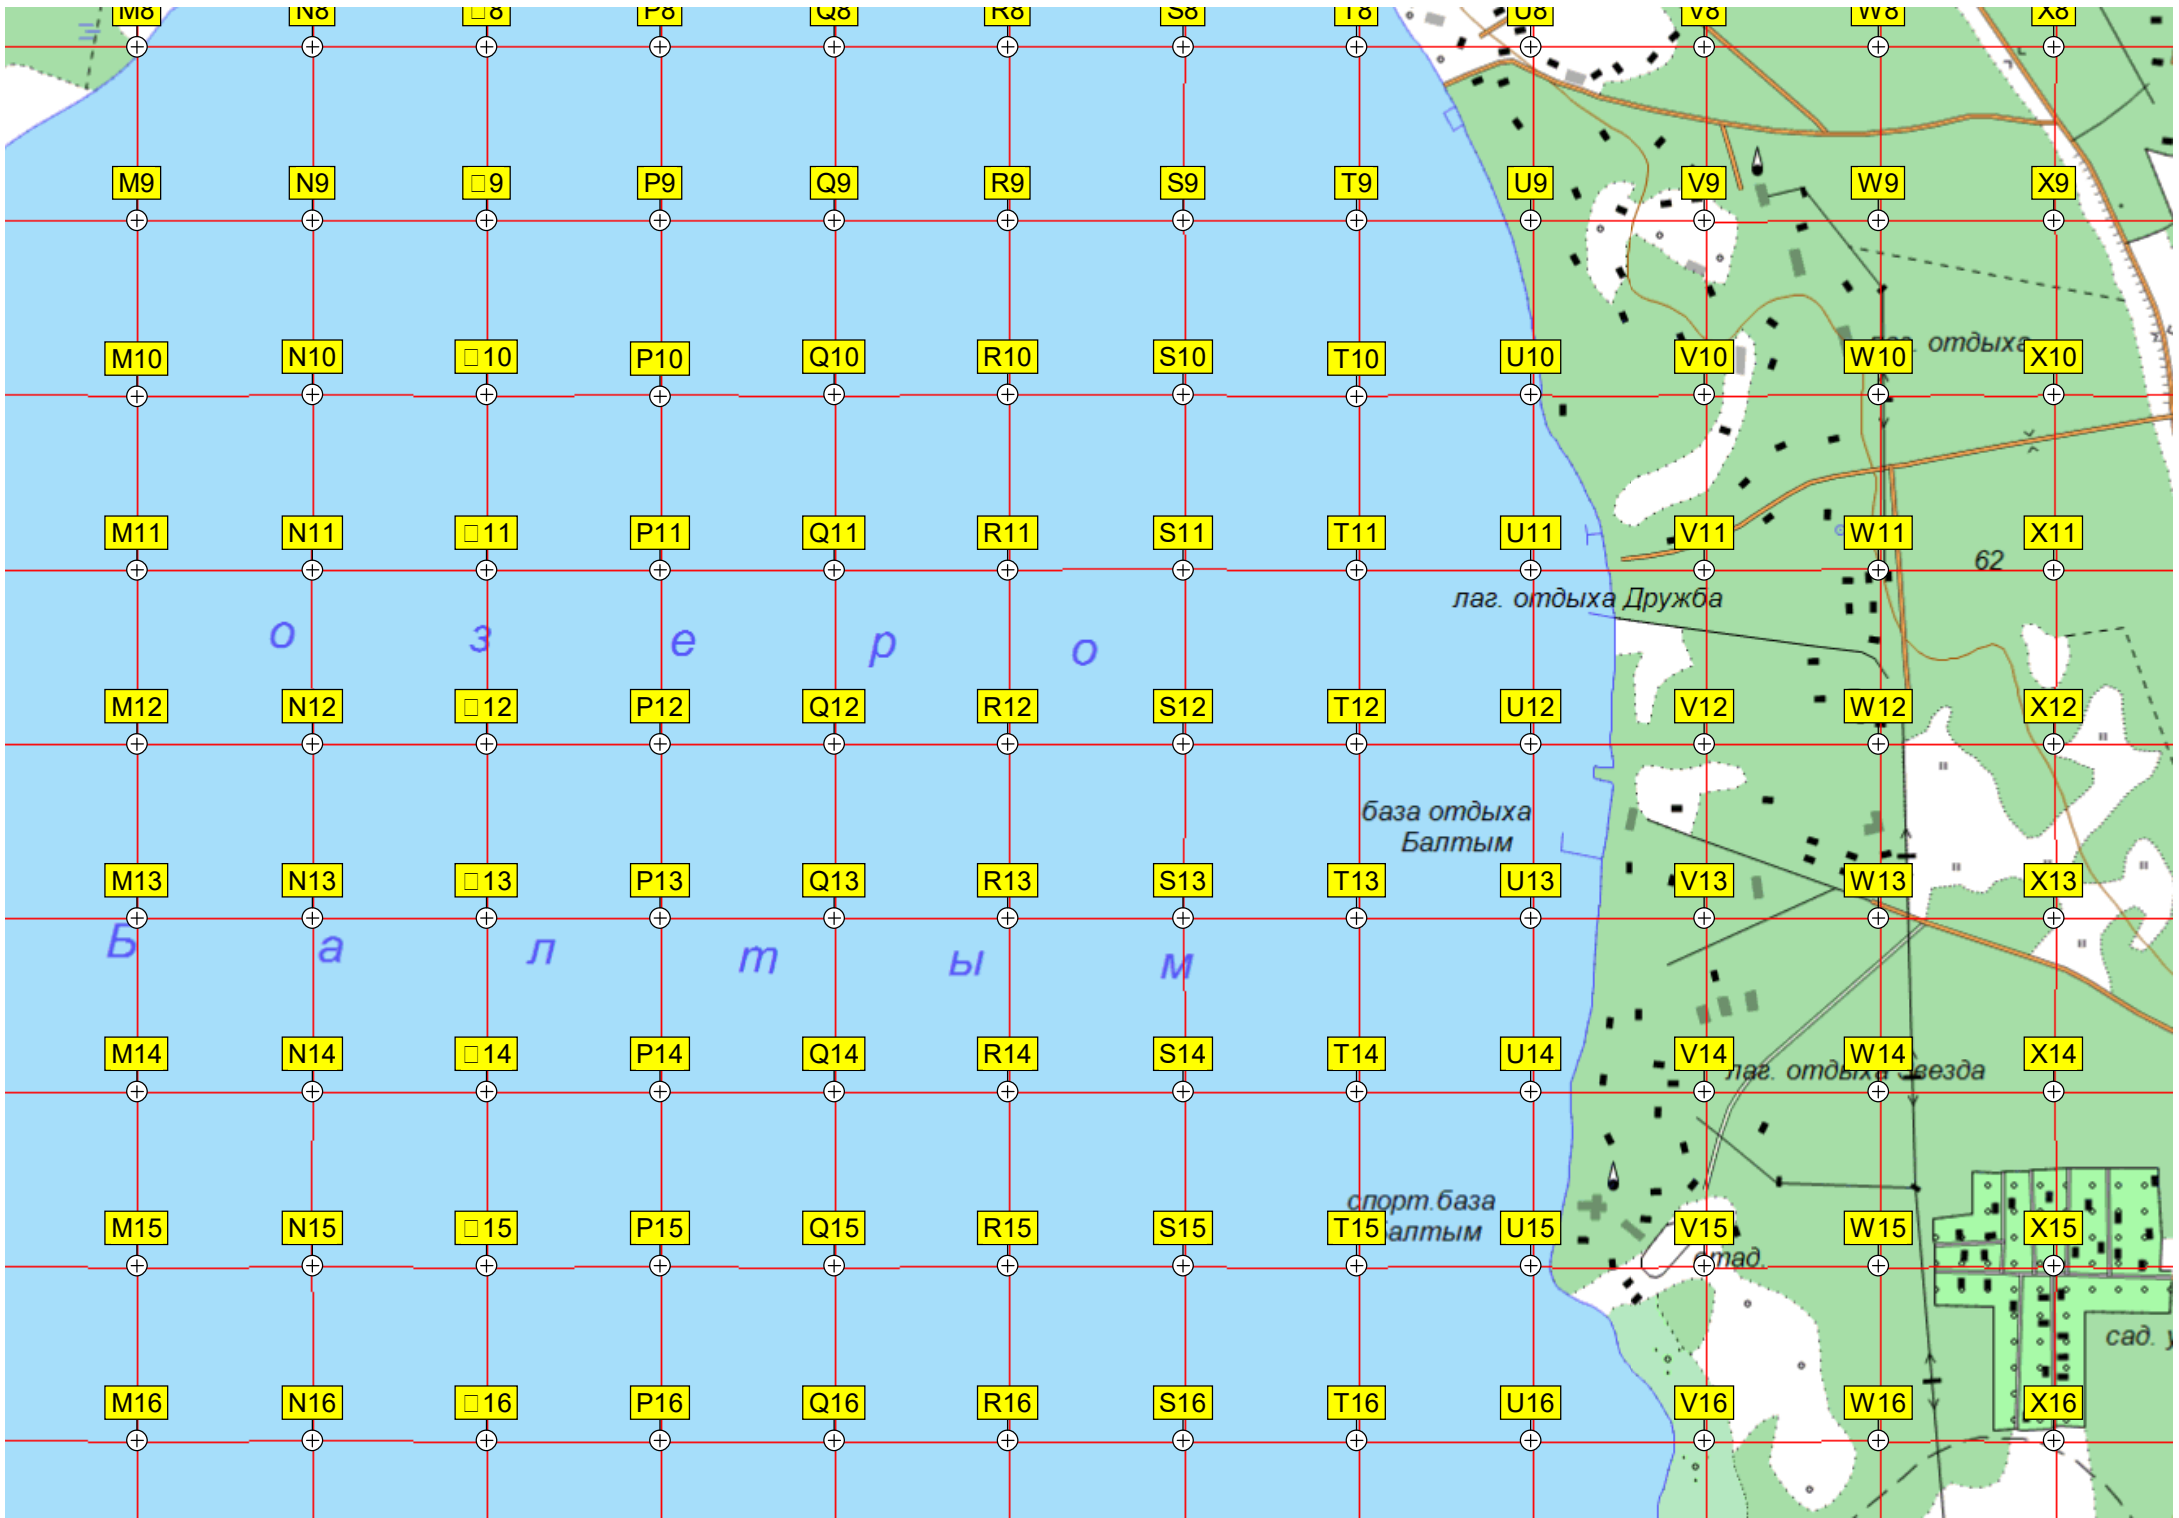 M8 N8 □8 P8 Q8 R8 S8 T8 U8 V8 W8 X8
M9 N9 □9 P9 Q9 R9 S9 T9 U9 V9 W9 X9
отдыха
M10 N10 □10 P10 Q10 R10 S10 T10 U10 V10 W10 X10
M11 N11 □11 P11 Q11 R11 S11 T11 U11 V11 W11 X11
62
лаг. отдыха Дружба
озеро
M12 N12 □12 P12 Q12 R12 S12 T12 U12 V12 W12 X12
база отдыха
Балтым
M13 N13 □13 P13 Q13 R13 S13 T13 U13 V13 W13 X13
Балтым
M14 N14 □14 P14 Q14 R14 S14 T14 U14 V14 W14 X14
лаг. отдыха Звезда
спорт.база
Балтым
M15 N15 □15 P15 Q15 R15 S15 T15 U15 V15 W15 X15
стад.
сад.
M16 N16 □16 P16 Q16 R16 S16 T16 U16 V16 W16 X16